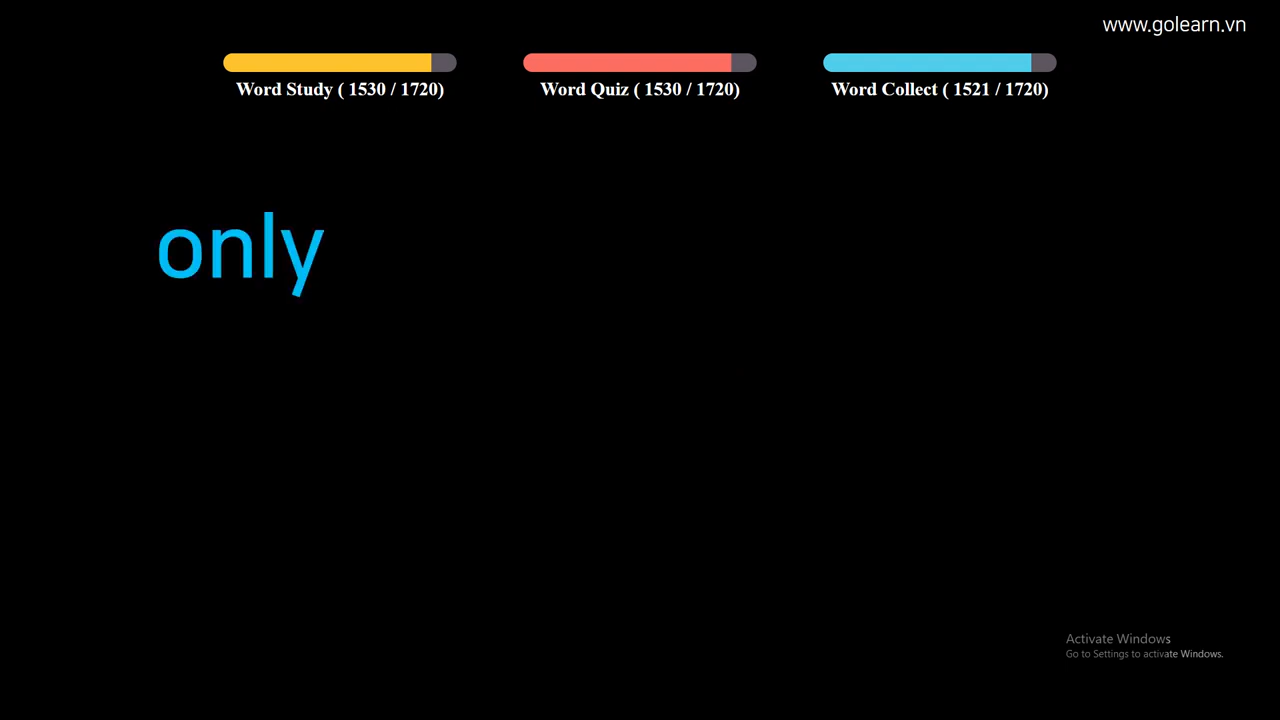 www.golearn.vn
Word Study ( 1530 / 1720)
Word Quiz ( 1530 / 1720)
Word Collect ( 1521 / 1720)
only
Activate Windows
Go to Settings to activate Windows.